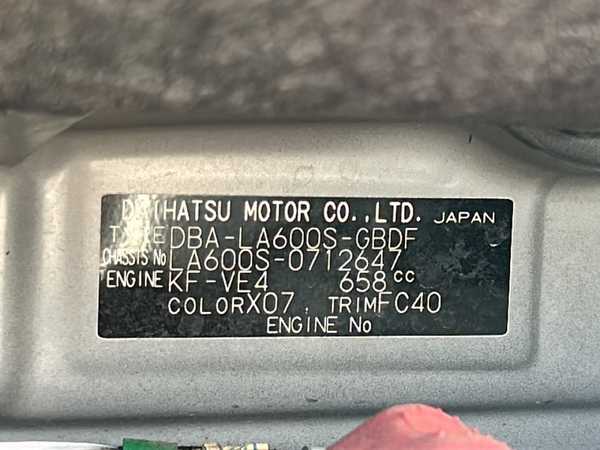 DAIHATSU MOTOR CO.,LTD. JAPAN
TYPE DBA-LA600S-GBDF
CHASSIS No LA600S-0712647
ENGINE KF-VE4 658cc
COLOR X07, TRIM FC40
ENGINE No